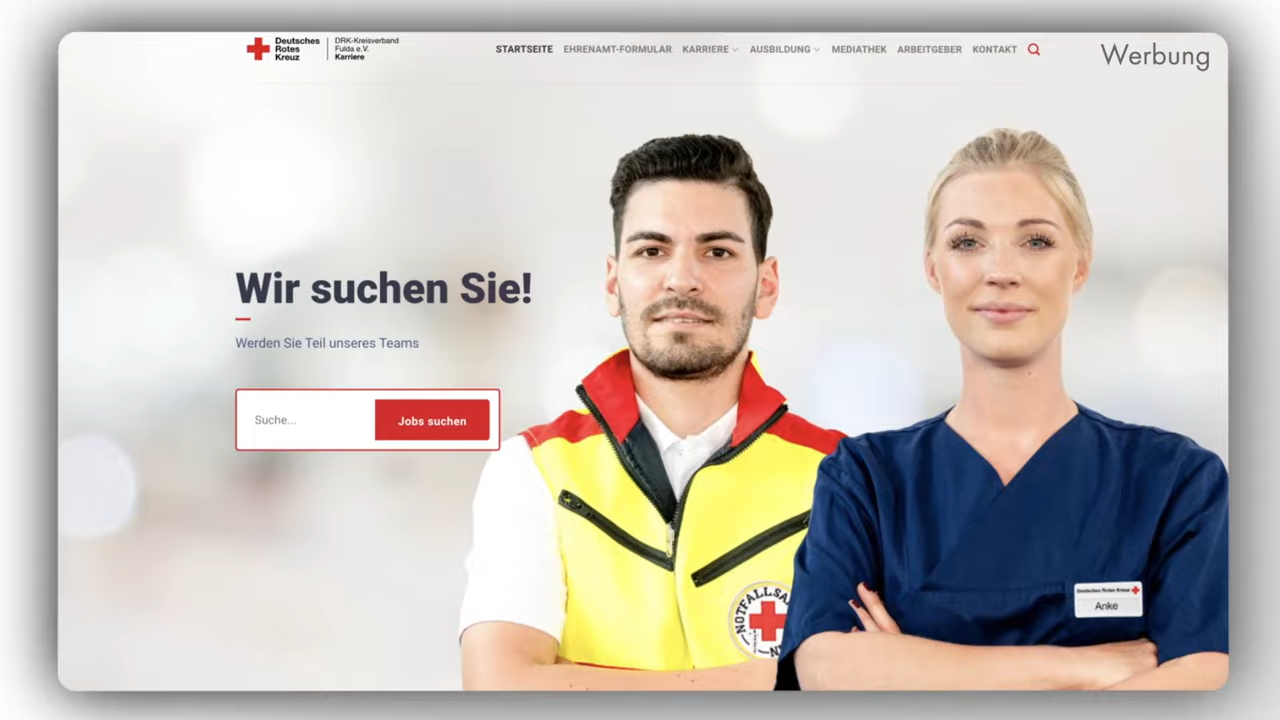 Deutsches
Rotes
Kreuz
DRK-Kreisverband
Fulda e.V.
Karriere
STARTSEITE EHRENAMT-FORMULAR KARRIERE AUSBILDUNG MEDIATHEK ARBEITGEBER KONTAKT
Werbung
Wir suchen Sie!
Werden Sie Teil unseres Teams
Suche...
Jobs suchen
Deutsches Rotes Kreuz
Anke